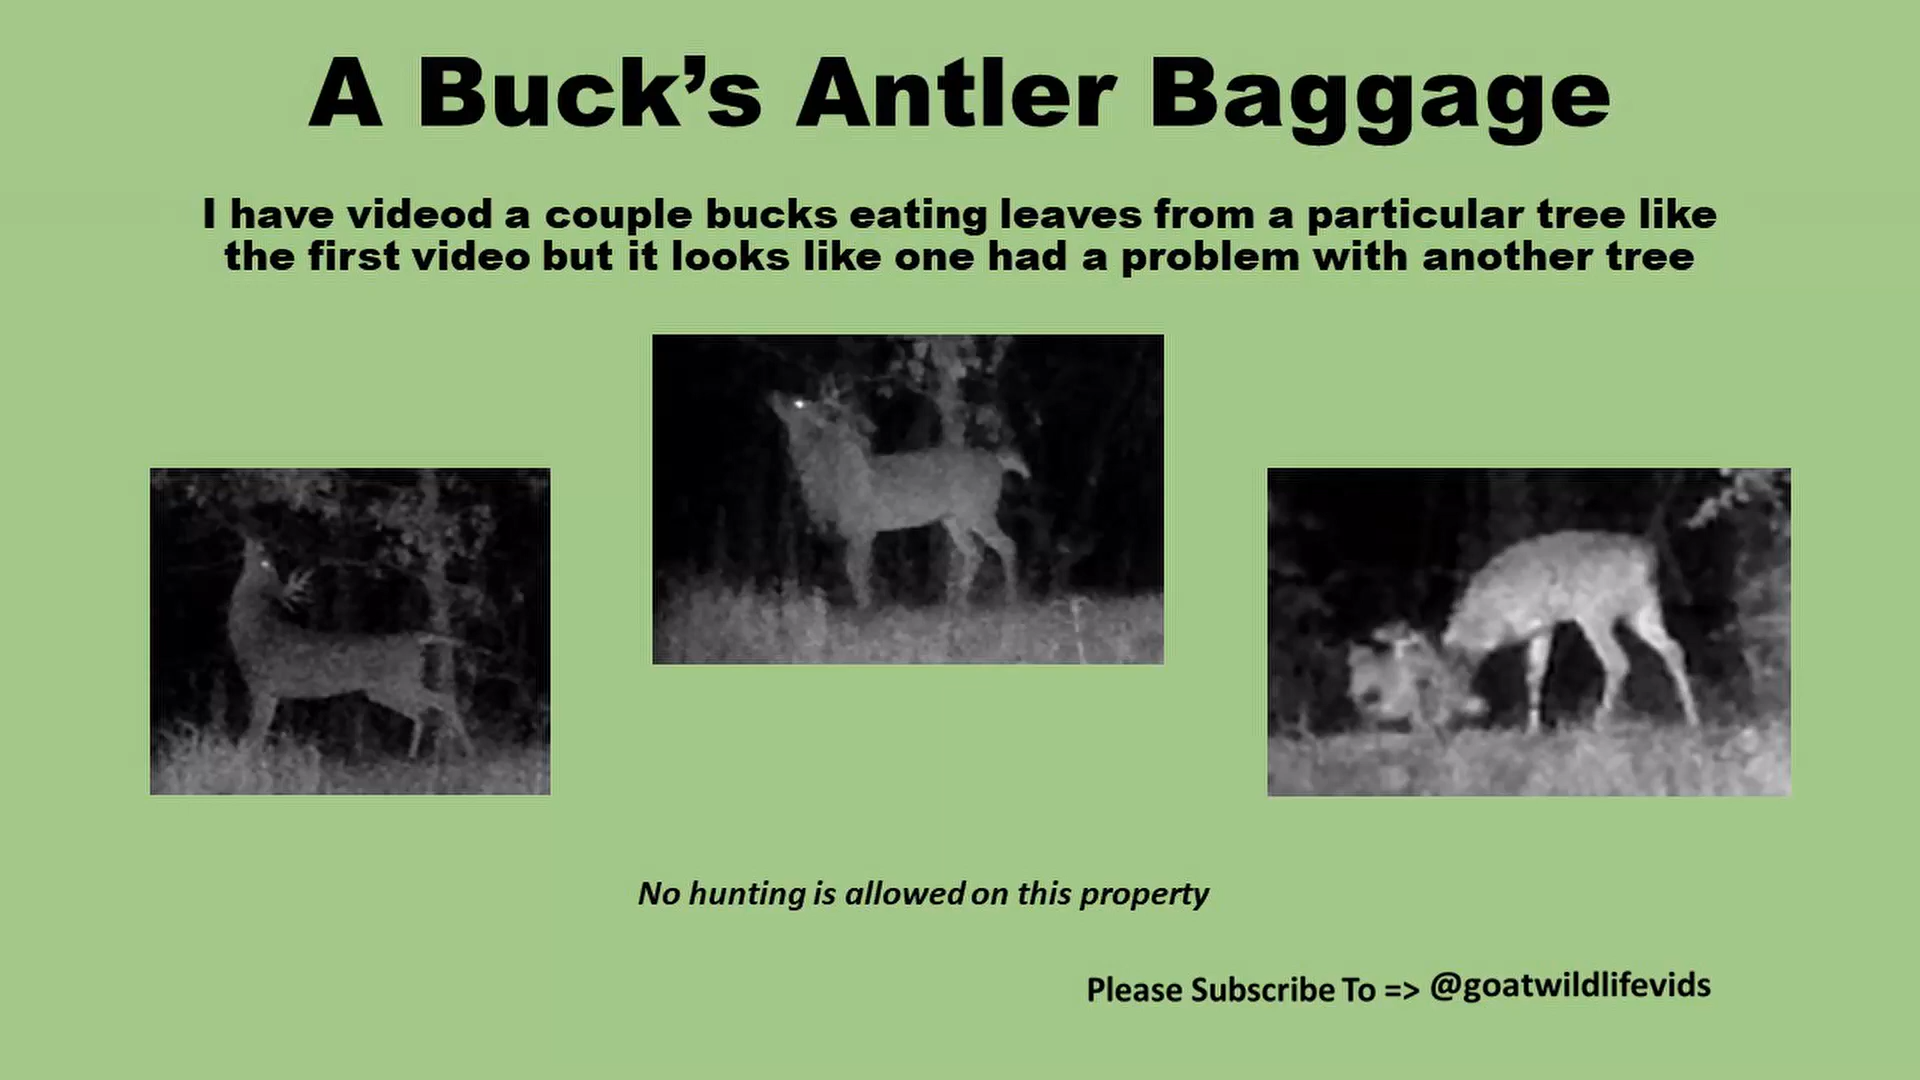 A Buck’s Antler Baggage
I have videod a couple bucks eating leaves from a particular tree like
the first video but it looks like one had a problem with another tree
No hunting is allowed on this property
Please Subscribe To => @goatwildlifevids